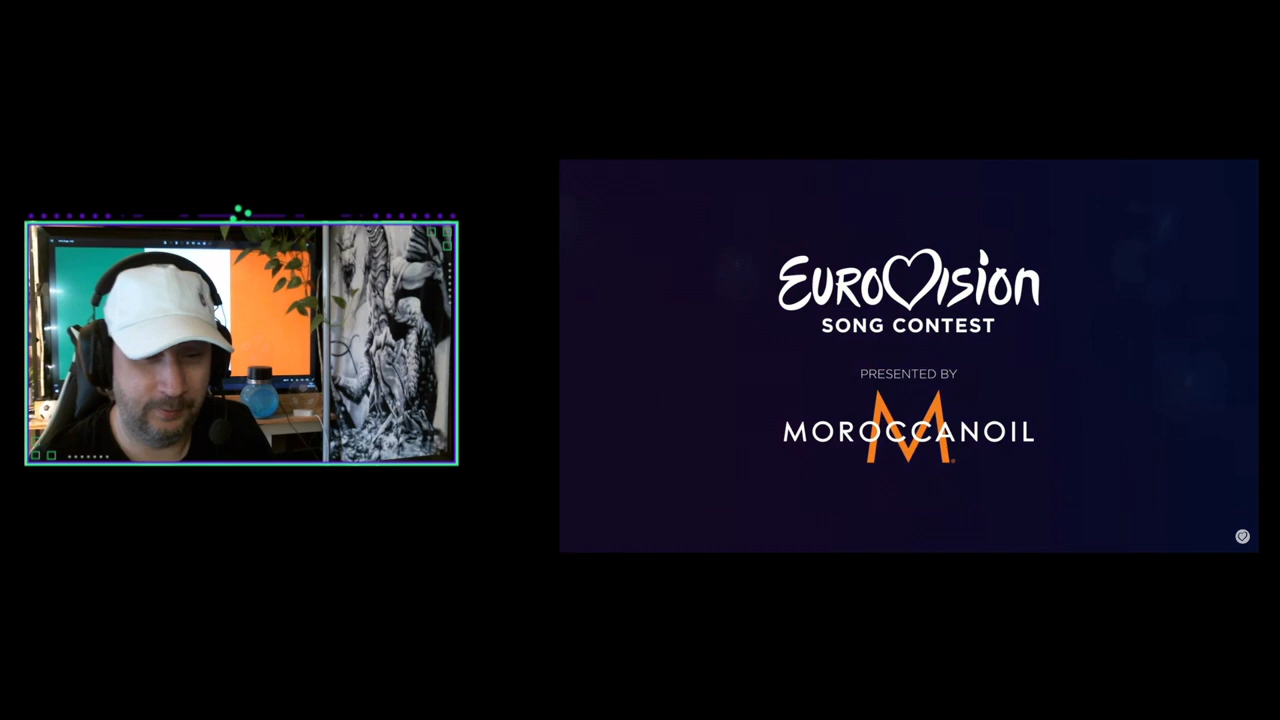 EUROVISION
SONG CONTEST
PRESENTED BY
MOROCCANOIL
M